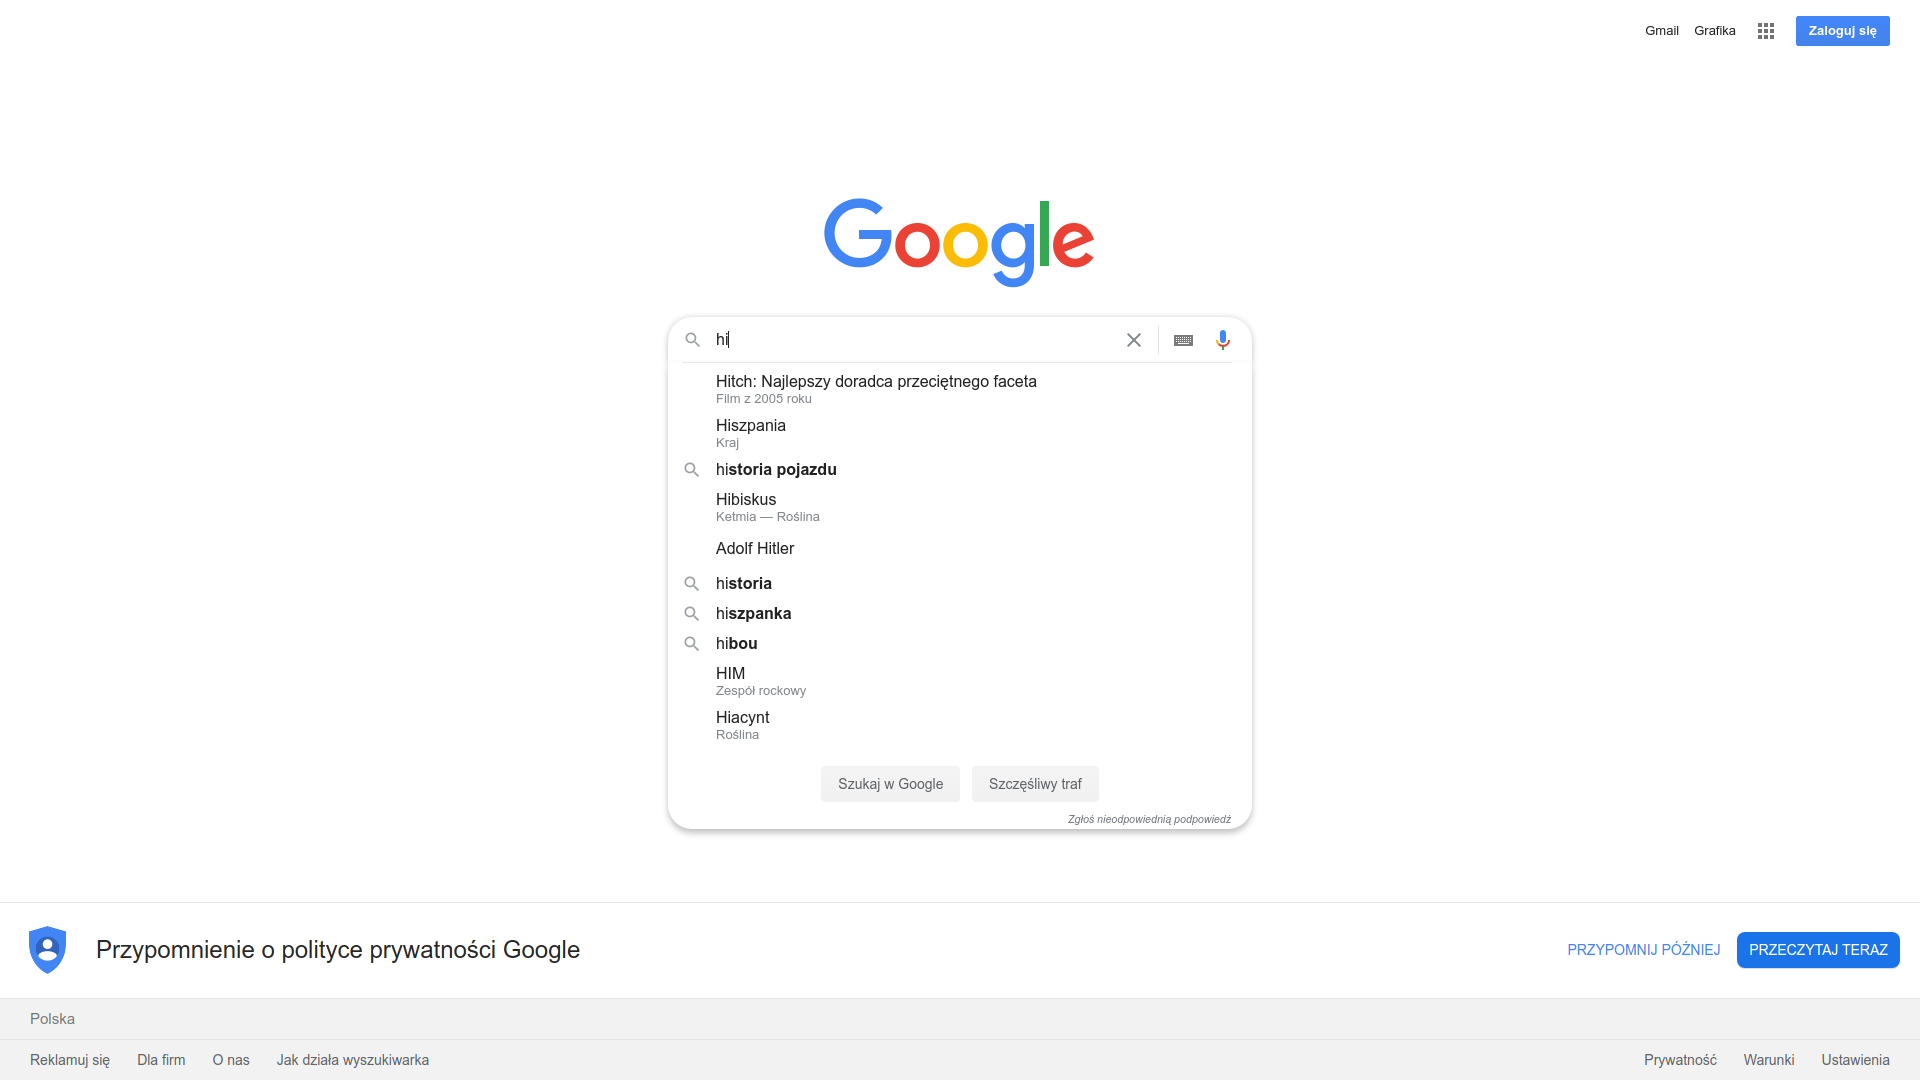 Gmail Grafika Zaloguj się
Google
hi
Hitch: Najlepszy doradca przeciętnego faceta
Film z 2005 roku
Hiszpania
Kraj
historia pojazdu
Hibiskus
Ketmia — Roślina
Adolf Hitler
historia
hiszpanka
hibou
HIM
Zespół rockowy
Hiacynt
Roślina
Szukaj w Google Szczęśliwy traf
Zgłoś nieodpowiednią podpowiedź
Przypomnienie o polityce prywatności Google PRZYPOMNIJ PÓŹNIEJ PRZECZYTAJ TERAZ
Polska
Reklamuj się Dla firm O nas Jak działa wyszukiwarka Prywatność Warunki Ustawienia